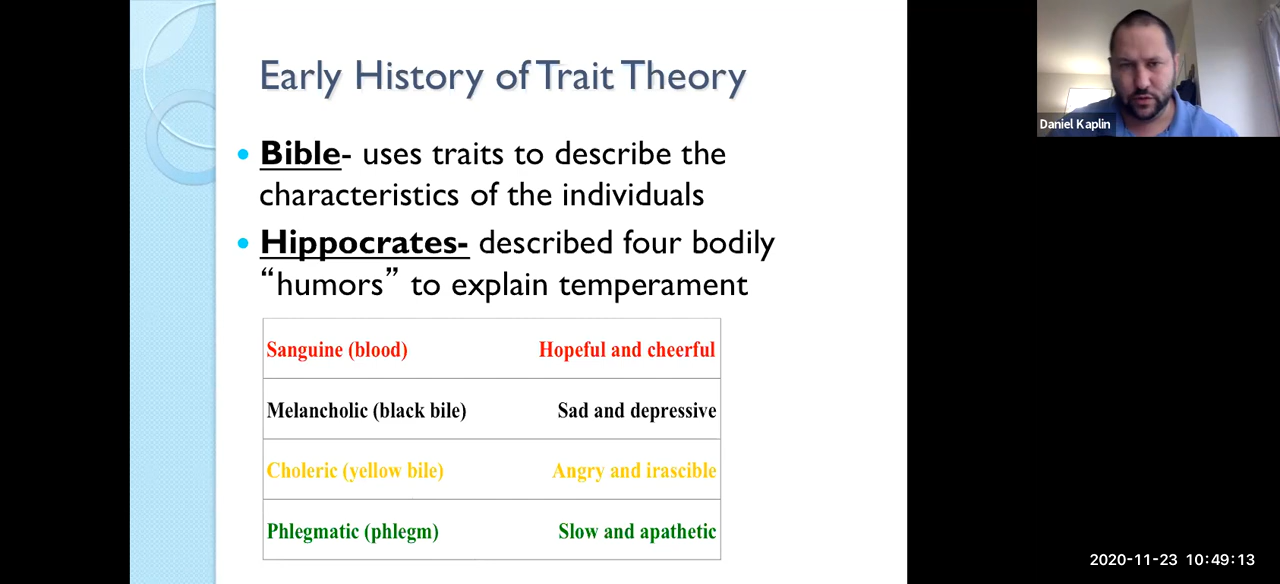 Early History of Trait Theory
Bible- uses traits to describe the
characteristics of the individuals
Hippocrates- described four bodily
“humors” to explain temperament
Sanguine (blood) Hopeful and cheerful
Melancholic (black bile) Sad and depressive
Choleric (yellow bile) Angry and irascible
Phlegmatic (phlegm) Slow and apathetic
Daniel Kaplin
2020-11-23 10:49:13